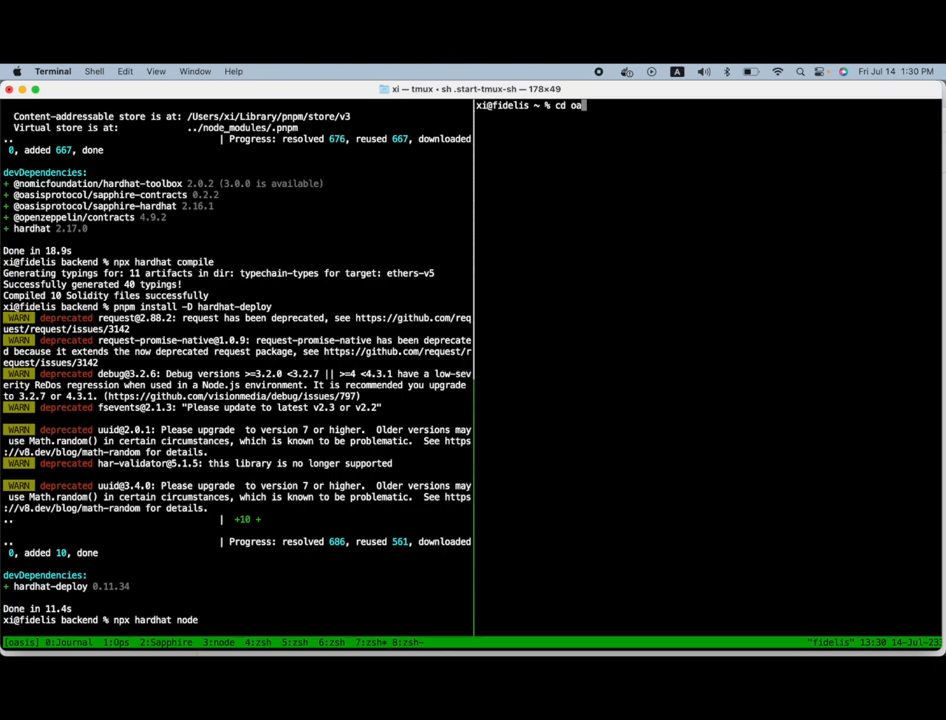 Terminal Shell Edit View Window Help A Fri Jul 14 1:30 PM
xi — tmux • sh .start-tmux-sh — 178×49
Content-addressable store is at: /Users/xi/Library/pnpm/store/v3
Virtual store is at: ../node_modules/.pnpm
.. | Progress: resolved 676, reused 667, downloaded
0, added 667, done
devDependencies:
+ @nomicfoundation/hardhat-toolbox 2.0.2 (3.0.0 is available)
+ @oasisprotocol/sapphire-contracts 0.2.2
+ @oasisprotocol/sapphire-hardhat 2.16.1
+ @openzeppelin/contracts 4.9.2
+ hardhat 2.17.0
Done in 18.9s
xi@fidelis backend % npx hardhat compile
Generating typings for: 11 artifacts in dir: typechain-types for target: ethers-v5
Successfully generated 40 typings!
Compiled 10 Solidity files successfully
xi@fidelis backend % pnpm install -D hardhat-deploy
WARN deprecated request@2.88.2: request has been deprecated, see https://github.com/req
uest/request/issues/3142
WARN deprecated request-promise-native@1.0.9: request-promise-native has been deprecate
d because it extends the now deprecated request package, see https://github.com/request/r
equest/issues/3142
WARN deprecated debug@3.2.6: Debug versions >=3.2.0 <3.2.7 || >=4 <4.3.1 have a low-sev
erity ReDos regression when used in a Node.js environment. It is recommended you upgrade
to 3.2.7 or 4.3.1. (https://github.com/visionmedia/debug/issues/797)
WARN deprecated fsevents@2.1.3: "Please update to latest v2.3 or v2.2"
WARN deprecated uuid@2.0.1: Please upgrade to version 7 or higher. Older versions may
use Math.random() in certain circumstances, which is known to be problematic. See https
://v8.dev/blog/math-random for details.
WARN deprecated har-validator@5.1.5: this library is no longer supported
WARN deprecated uuid@3.4.0: Please upgrade to version 7 or higher. Older versions may
use Math.random() in certain circumstances, which is known to be problematic. See https
://v8.dev/blog/math-random for details.
.. | +10 +
.. | Progress: resolved 686, reused 561, downloaded
0, added 10, done
devDependencies:
+ hardhat-deploy 0.11.34
Done in 11.4s
xi@fidelis backend % npx hardhat node
xi@fidelis ~ % cd oa
[oasis] 0:Journal 1:Ops 2:Sapphire 3:node 4:zsh 5:zsh 6:zsh 7:zsh* 8:zsh- "fidelis" 13:30 14-Jul-23